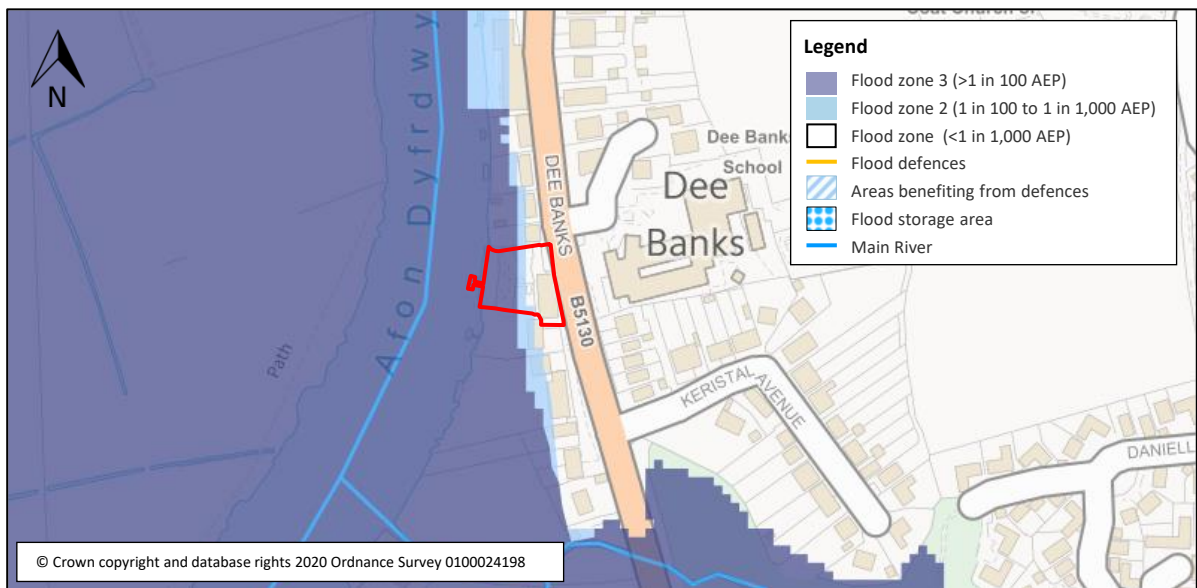 N
Afon Dyfrdwy
Path
DEE BANKS
B5130
Dee Bank
School
Dee
Banks
KERISTAL AVENUE
DANIELL
Legend
Flood zone 3 (>1 in 100 AEP)
Flood zone 2 (1 in 100 to 1 in 1,000 AEP)
Flood zone (<1 in 1,000 AEP)
Flood defences
Areas benefiting from defences
Flood storage area
Main River
© Crown copyright and database rights 2020 Ordnance Survey 0100024198